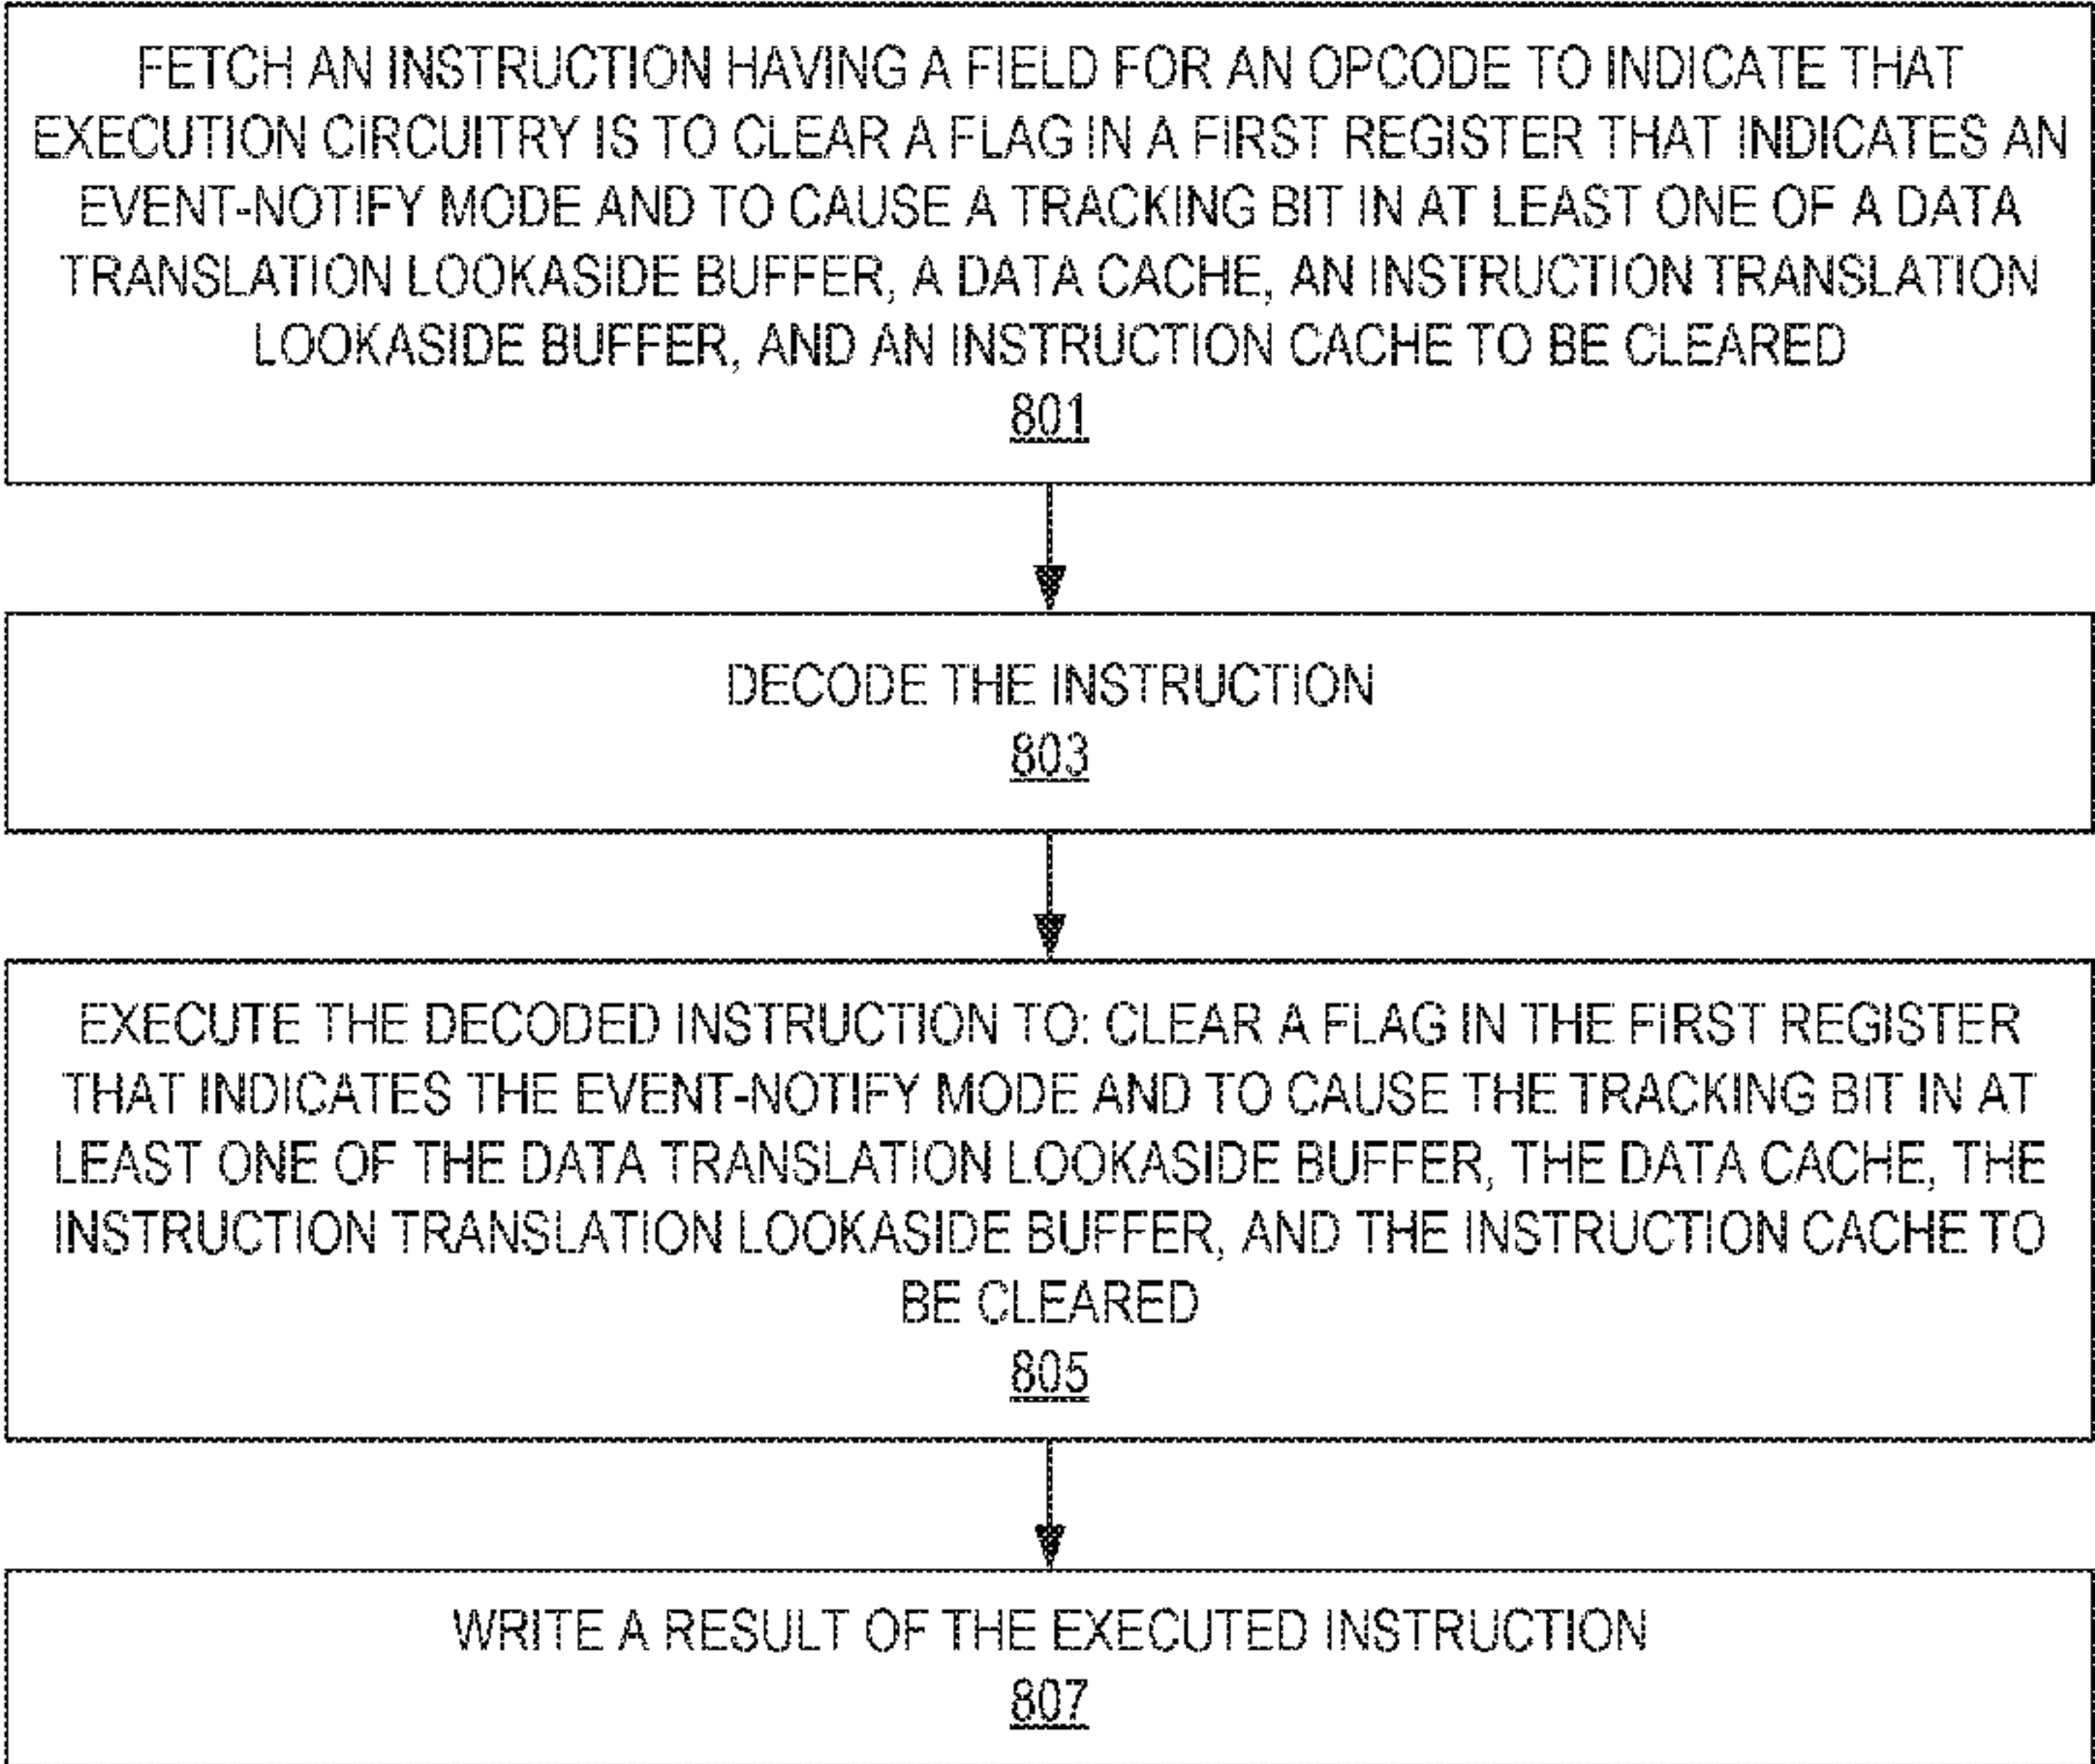 FETCH AN INSTRUCTION HAVING A FIELD FOR AN OPCODE TO INDICATE THAT
EXECUTION CIRCUITRY IS TO CLEAR A FLAG IN A FIRST REGISTER THAT INDICATES AN
EVENT-NOTIFY MODE AND TO CAUSE A TRACKING BIT IN AT LEAST ONE OF A DATA
TRANSLATION LOOKASIDE BUFFER, A DATA CACHE, AN INSTRUCTION TRANSLATION
LOOKASIDE BUFFER, AND AN INSTRUCTION CACHE TO BE CLEARED
801
DECODE THE INSTRUCTION
803
EXECUTE THE DECODED INSTRUCTION TO: CLEAR A FLAG IN THE FIRST REGISTER
THAT INDICATES THE EVENT-NOTIFY MODE AND TO CAUSE THE TRACKING BIT IN AT
LEAST ONE OF THE DATA TRANSLATION LOOKASIDE BUFFER, THE DATA CACHE, THE
INSTRUCTION TRANSLATION LOOKASIDE BUFFER, AND THE INSTRUCTION CACHE TO
BE CLEARED
805
WRITE A RESULT OF THE EXECUTED INSTRUCTION
807